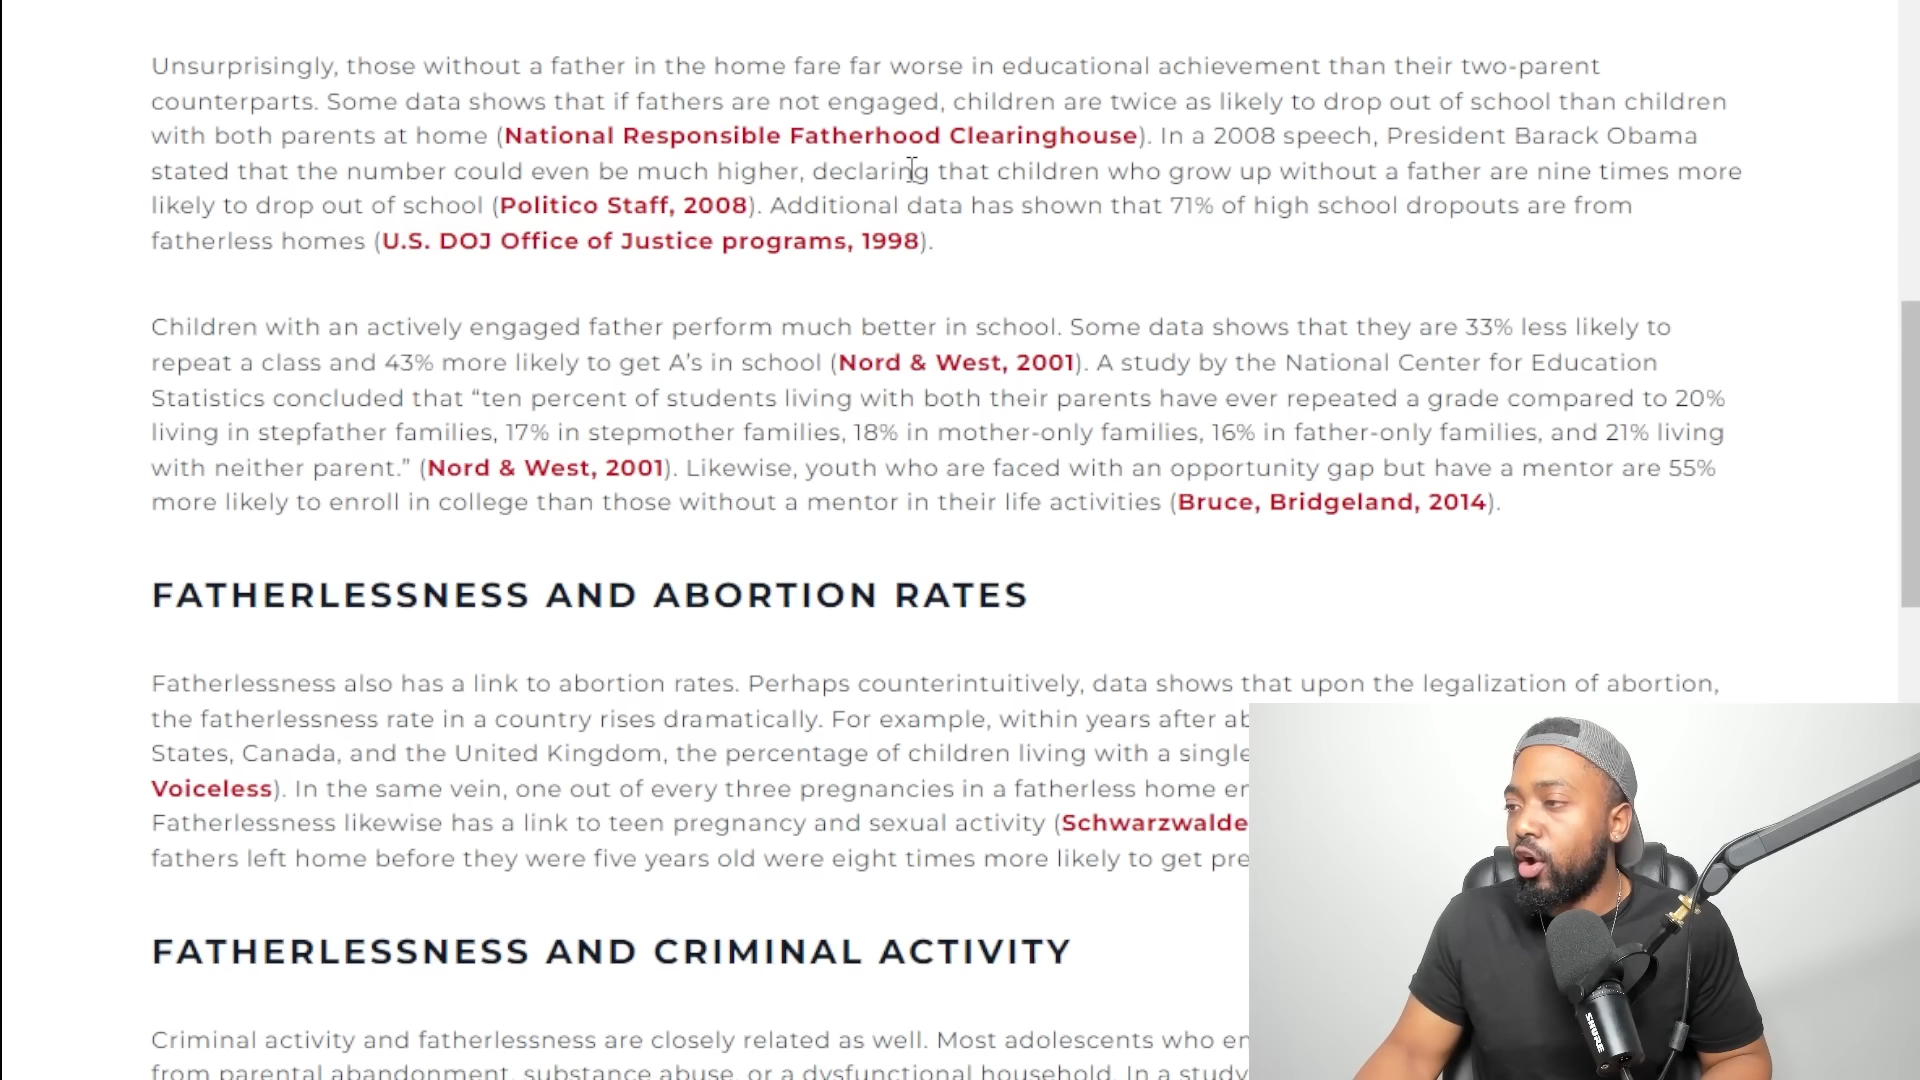 Unsurprisingly, those without a father in the home fare far worse in educational achievement than their two-parent
counterparts. Some data shows that if fathers are not engaged, children are twice as likely to drop out of school than children
with both parents at home (National Responsible Fatherhood Clearinghouse). In a 2008 speech, President Barack Obama
stated that the number could even be much higher, declaring that children who grow up without a father are nine times more
likely to drop out of school (Politico Staff, 2008). Additional data has shown that 71% of high school dropouts are from
fatherless homes (U.S. DOJ Office of Justice programs, 1998).
Children with an actively engaged father perform much better in school. Some data shows that they are 33% less likely to
repeat a class and 43% more likely to get A’s in school (Nord & West, 2001). A study by the National Center for Education
Statistics concluded that “ten percent of students living with both their parents have ever repeated a grade compared to 20%
living in stepfather families, 17% in stepmother families, 18% in mother-only families, 16% in father-only families, and 21% living
with neither parent.” (Nord & West, 2001). Likewise, youth who are faced with an opportunity gap but have a mentor are 55%
more likely to enroll in college than those without a mentor in their life activities (Bruce, Bridgeland, 2014).
FATHERLESSNESS AND ABORTION RATES
Fatherlessness also has a link to abortion rates. Perhaps counterintuitively, data shows that upon the legalization of abortion,
the fatherlessness rate in a country rises dramatically. For example, within years after ab
States, Canada, and the United Kingdom, the percentage of children living with a single
Voiceless). In the same vein, one out of every three pregnancies in a fatherless home en
Fatherlessness likewise has a link to teen pregnancy and sexual activity (Schwarzwalde
fathers left home before they were five years old were eight times more likely to get pre
FATHERLESSNESS AND CRIMINAL ACTIVITY
Criminal activity and fatherlessness are closely related as well. Most adolescents who en
from parental abandonment, substance abuse, or a dysfunctional household. In a study
SHURE